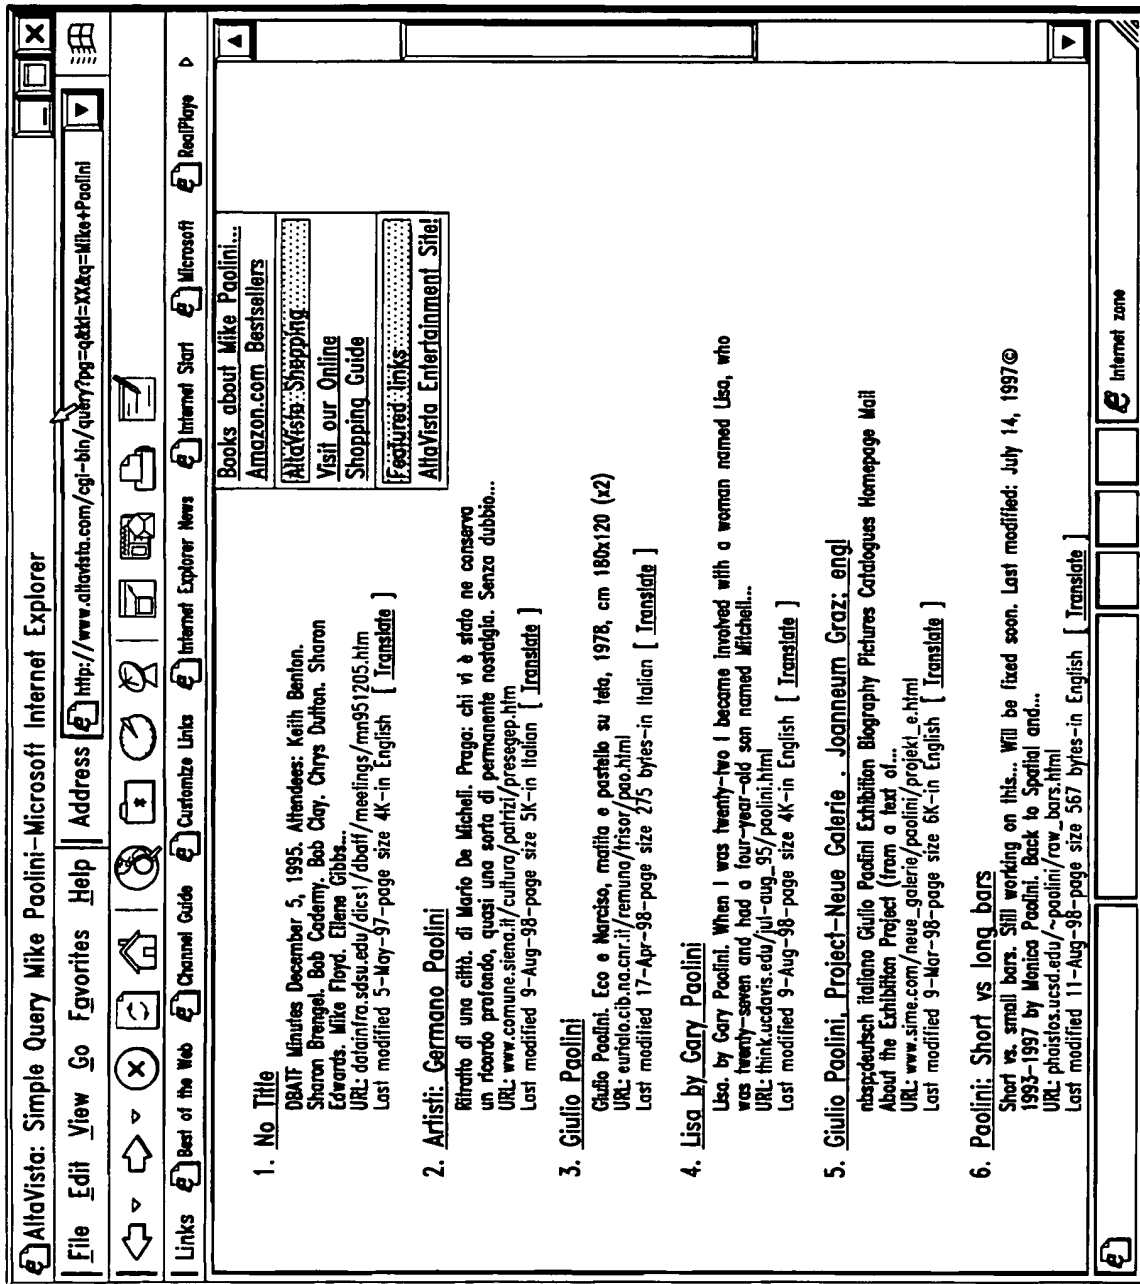 AltaVista: Simple Query Mike Paolini-Microsoft Internet Explorer
File Edit View Go Favorites Help Address http://www.altavista.com/cgi-bin/query?pg=q&kl=XX&q=Mike+Paolini
Links Best of the Web Channel Guide Customize Links Internet Explorer News Internet Start Microsoft RealPlaye
Books about Mike Paolini...
Amazon.com Bestsellers
AltaVista Shopping
Visit our Online
Shopping Guide
Featured links
AltaVista Entertainment Site!
1. No Title
DBATF Minutes December 5, 1995. Attendees: Keith Benton.
Sharon Brengel. Bob Cademy. Bob Clay. Chrys Dutton. Sharon
Edwards. Mike Floyd. Ellene Gibbs...
URL: datainfra.sdsu.edu/dics1/dbatf/meetings/mn951205.htm
Last modified 5-May-97-page size 4K-in English [ Translate ]
2. Artisti: Germano Paolini
Ritratto di una città. di Mario De Micheli. Praga: chi vi è stato ne conserva
un ricordo profondo, quasi una sorta di permanente nostalgia. Senza dubbio...
URL: www.comune.siena.it/cultura/patrizi/presegep.htm
Last modified 9-Aug-98-page size 5K-in Italian [ Translate ]
3. Giulio Paolini
Giulio Paolini. Eco e Narciso, matita e pastello su tela, 1978, cm 180x120 (x2)
URL: eurialo.cib.na.cnr.it/remuna/trisor/pao.html
Last modified 17-Apr-98-page size 275 bytes-in Italian [ Translate ]
4. Lisa by Gary Paolini
Lisa. by Gary Paolini. When I was twenty-two I became involved with a woman named Lisa, who
was twenty-seven and had a four-year-old son named Mitchell...
URL: think.ucdavis.edu/jul-aug_95/paolini.html
Last modified 9-Aug-98-page size 4K-in English [ Translate ]
5. Giulio Paolini, Project-Neue Galerie . Joanneum Graz; engl
nbsp;deutsch italiano Giulio Paolini Exhibition Biography Pictures Catalogues Homepage Mail
About the Exhibition Project (from a text of...
URL: www.sime.com/neue_galerie/paolini/projekt_e.html
Last modified 9-Mar-98-page size 6K-in English [ Translate ]
6. Paolini: Short vs long bars
Short vs. small bars. Still working on this... Will be fixed soon. Last modified: July 14, 1997©
1993-1997 by Monica Paolini. Back to Spatial and...
URL: phaistos.ucsd.edu/~paolini/raw_bars.html
Last modified 11-Aug-98-page size 567 bytes-in English [ Translate ]
Internet zone